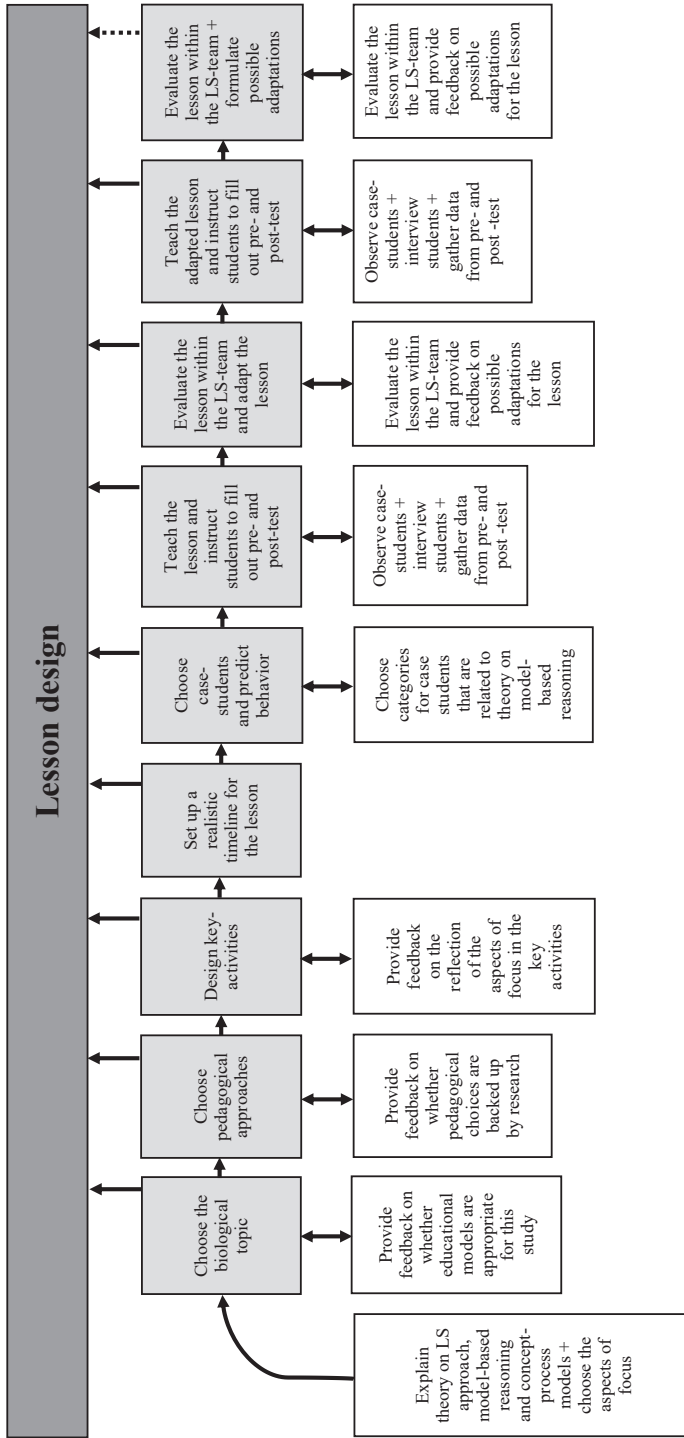 Lesson design
Choose the
biological
topic
Choose
pedagogical
approaches
Design key-
activities
Set up a
realistic
timeline for
the lesson
Choose
case-
students
and predict
behavior
Teach the
lesson and
instruct
students to fill
out pre- and
post-test
Evaluate the
lesson within
the LS-team
and adapt the
lesson
Teach the
adapted lesson
and instruct
students to fill
out pre- and
post-test
Evaluate the
lesson within
the LS-team +
formulate
possible
adaptations
Explain
theory on LS
approach,
model-based
reasoning
and concept-
process
models +
choose the
aspects of
focus
Provide
feedback on
whether
educational
models are
appropriate
for this
study
Provide
feedback on
whether
pedagogical
choices are
backed up
by research
Provide
feedback
on the
reflection
of the
aspects of
focus in the
key
activities
Choose
categories
for case
students
that are
related to
theory on
model-
based
reasoning
Observe case-
students +
interview
students +
gather data
from pre- and
post -test
Evaluate the
lesson within
the LS-team
and provide
feedback on
possible
adaptations
for the
lesson
Observe case-
students +
interview
students +
gather data
from pre- and
post -test
Evaluate the
lesson within
the LS-team
and provide
feedback on
possible
adaptations
for the lesson